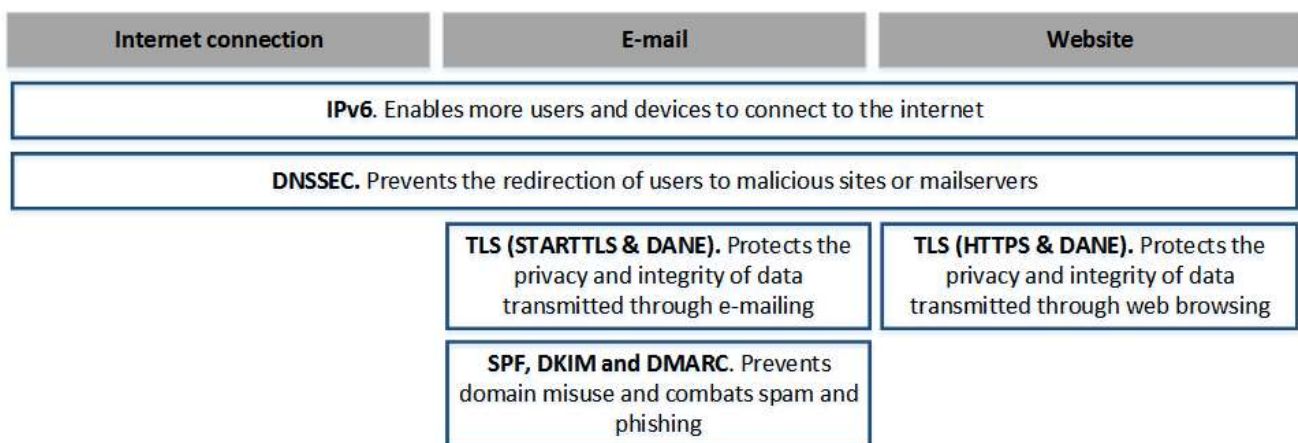 Internet connection
E-mail
Website
IPv6. Enables more users and devices to connect to the internet
DNSSEC. Prevents the redirection of users to malicious sites or mailservers
TLS (STARTTLS & DANE). Protects the
privacy and integrity of data
transmitted through e-mailing
TLS (HTTPS & DANE). Protects the
privacy and integrity of data
transmitted through web browsing
SPF, DKIM and DMARC. Prevents
domain misuse and combats spam and
phishing